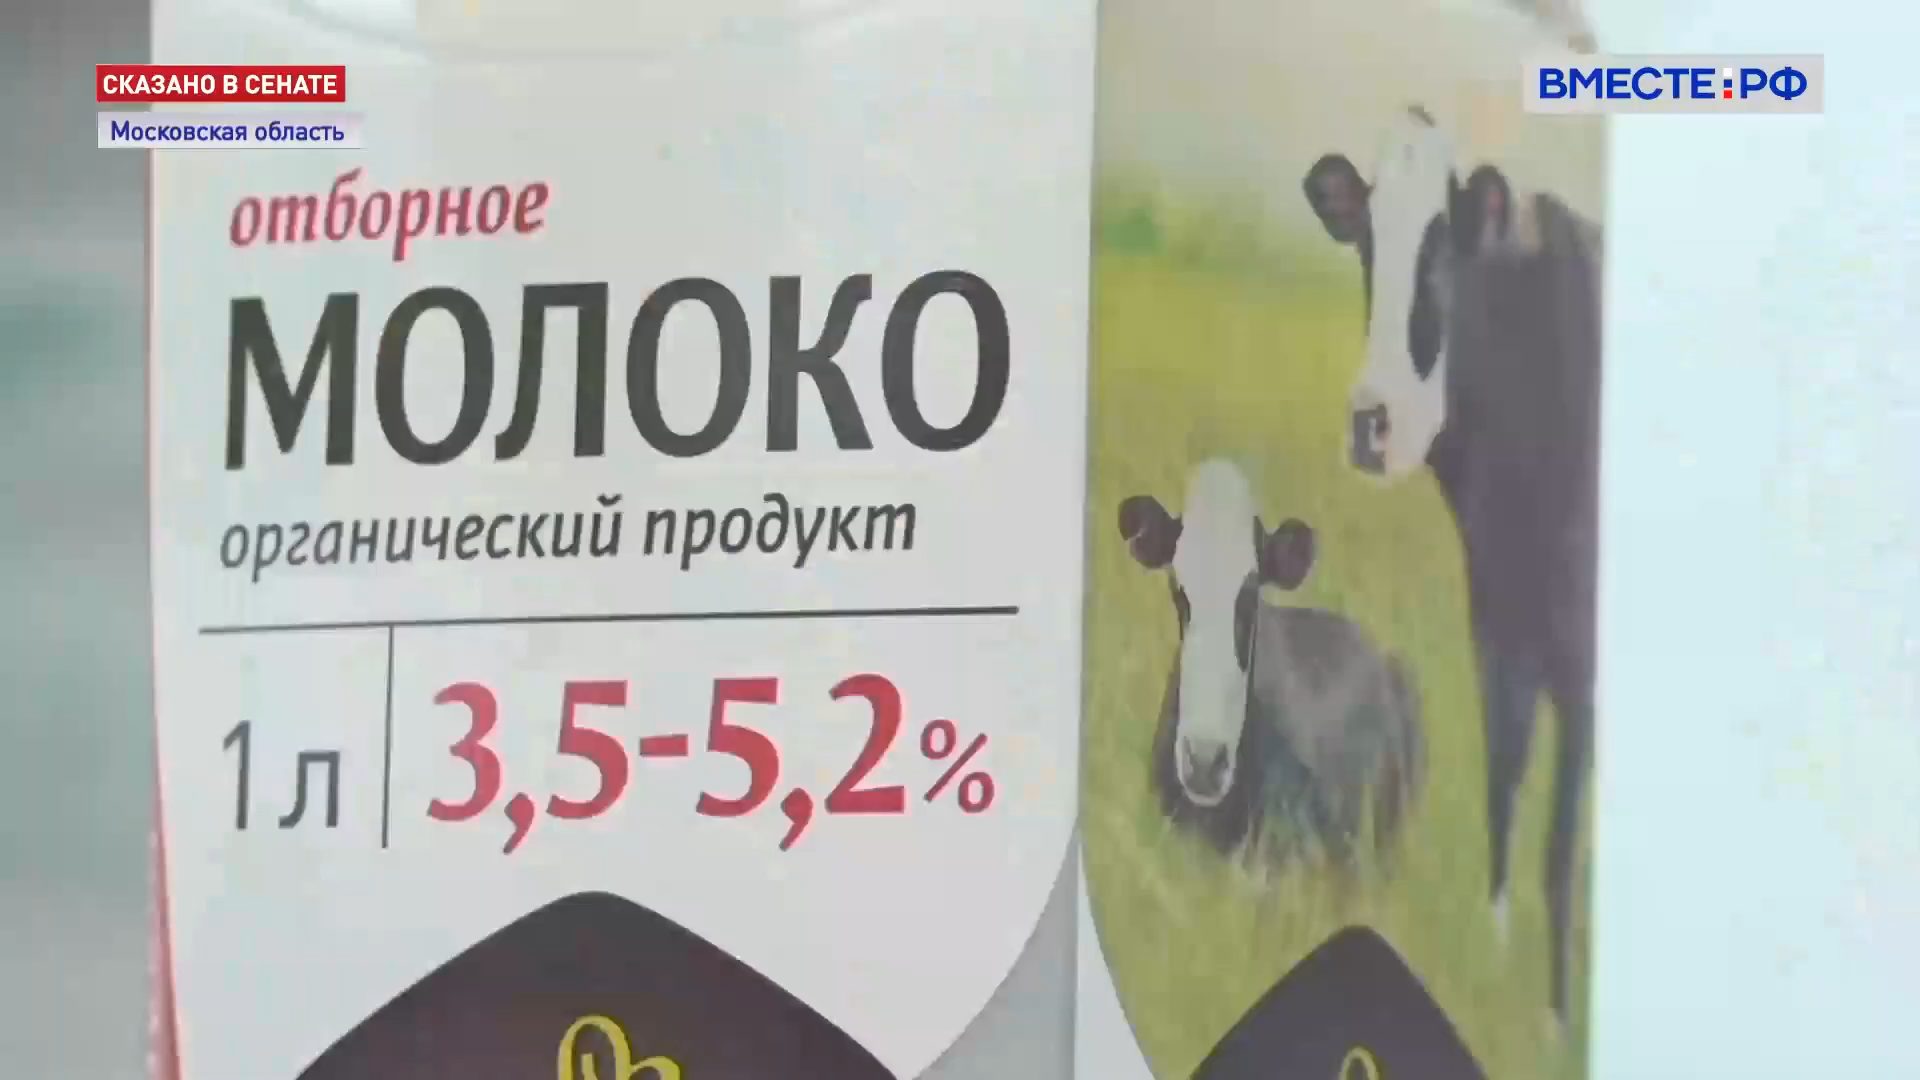 СКАЗАНО В СЕНАТЕ
Московская область
ВМЕСТЕ:РФ
отборное
МОЛОКО
органический продукт
1 л
3,5-5,2%